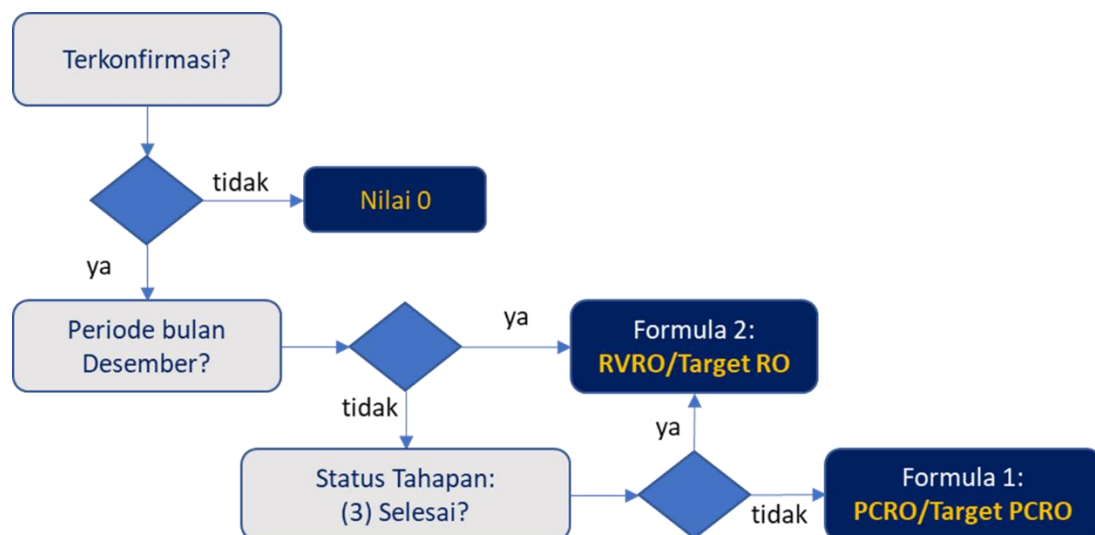 Terkonfirmasi?
tidak
Nilai 0
ya
Periode bulan
Desember?
ya
Formula 2:
RVRO/Target RO
tidak
ya
Status Tahapan:
(3) Selesai?
Formula 1:
PCRO/Target PCRO
tidak